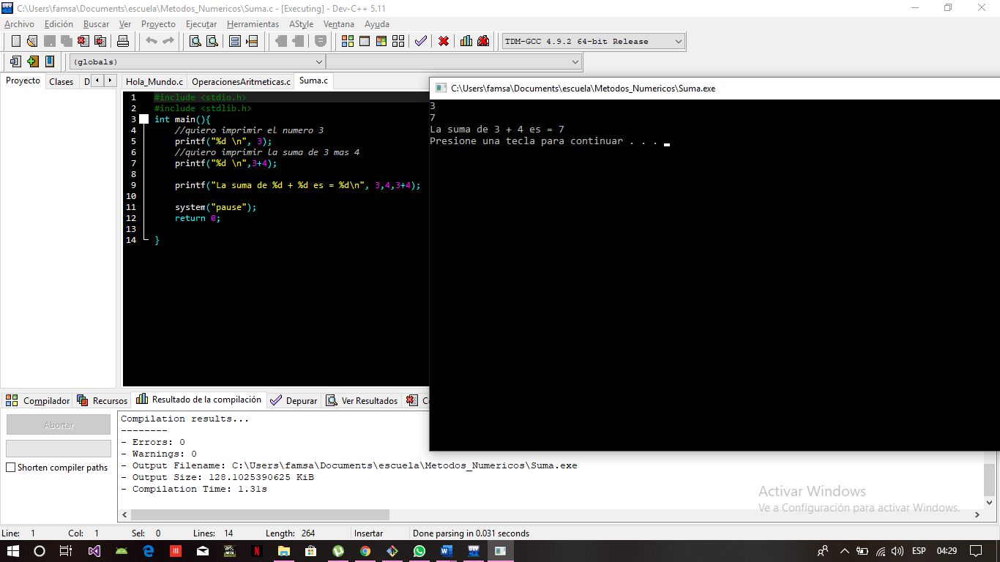 C:\Users\famsa\Documents\escuela\Metodos_Numericos\Suma.c - [Executing] - Dev-C++ 5.11
Archivo Edición Buscar Ver Proyecto Ejecutar Herramientas AStyle Ventana Ayuda
TDM-GCC 4.9.2 64-bit Release
(globals)
Proyecto Clases D
Hola_Mundo.c OperacionesAritmeticas.c Suma.c
1 #include <stdio.h>
2 #include <stdlib.h>
3 int main(){
4 //quiero imprimir el numero 3
5 printf("%d \n", 3);
6 //quiero imprimir la suma de 3 mas 4
7 printf("%d \n",3+4);
8
9 printf("La suma de %d + %d es = %d\n", 3,4,3+4);
10
11 system("pause");
12 return 0;
13
14 }
C:\Users\famsa\Documents\escuela\Metodos_Numericos\Suma.exe
3
7
La suma de 3 + 4 es = 7
Presione una tecla para continuar . . .
Compilador Recursos Resultado de la compilación Depurar Ver Resultados C
Abortar
Shorten compiler paths
Compilation results...
--------
- Errors: 0
- Warnings: 0
- Output Filename: C:\Users\famsa\Documents\escuela\Metodos_Numericos\Suma.exe
- Output Size: 128.1025390625 KiB
- Compilation Time: 1.31s
Activar Windows
Ve a Configuración para activar Windows.
Line: 1 Col: 1 Sel: 0 Lines: 14 Length: 264 Insertar Done parsing in 0.031 seconds
ESP 04:29